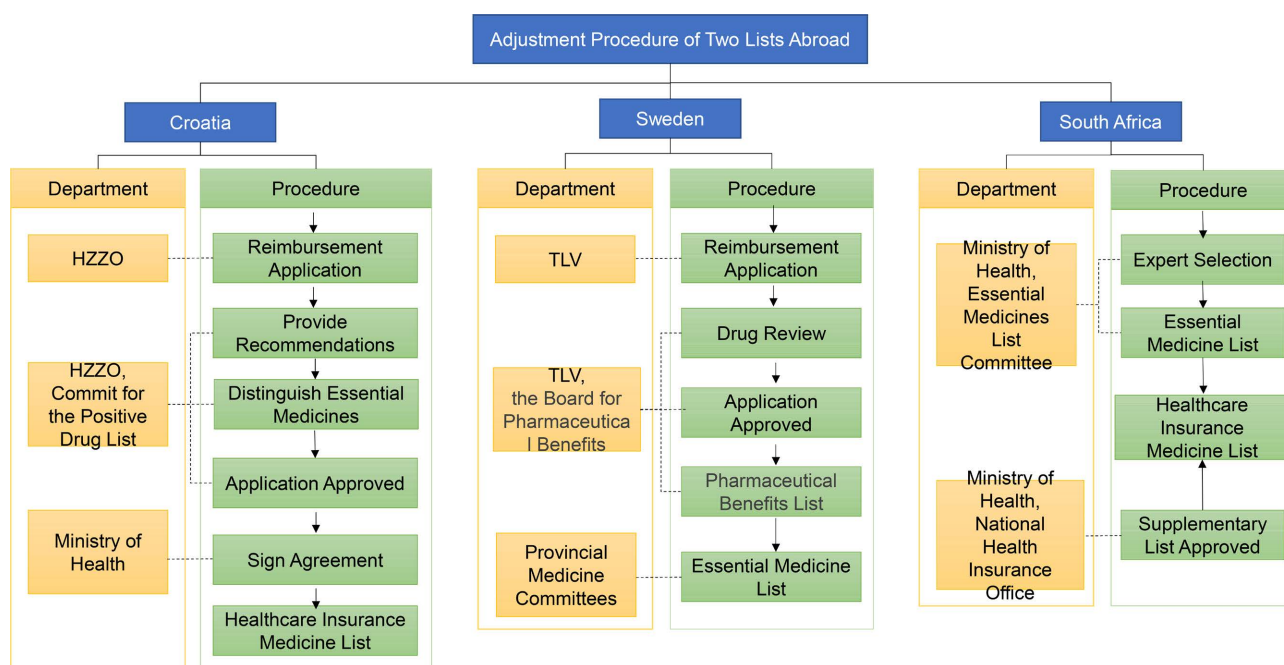 Adjustment Procedure of Two Lists Abroad
Croatia
Department
Procedure
HZZO
Reimbursement
Application
Provide
Recommendations
HZZO,
Commit for
the Positive
Drug List
Distinguish Essential
Medicines
Application Approved
Ministry of
Health
Sign Agreement
Healthcare Insurance
Medicine List
Sweden
Department
Procedure
TLV
Reimbursement
Application
Drug Review
TLV,
the Board for
Pharmaceutica
l Benefits
Application
Approved
Pharmaceutical
Benefits List
Provincial
Medicine
Committees
Essential Medicine
List
South Africa
Department
Procedure
Ministry of
Health,
Essential
Medicines
List
Committee
Expert Selection
Essential
Medicine List
Healthcare
Insurance
Medicine List
Ministry of
Health,
National
Health
Insurance
Office
Supplementary
List Approved